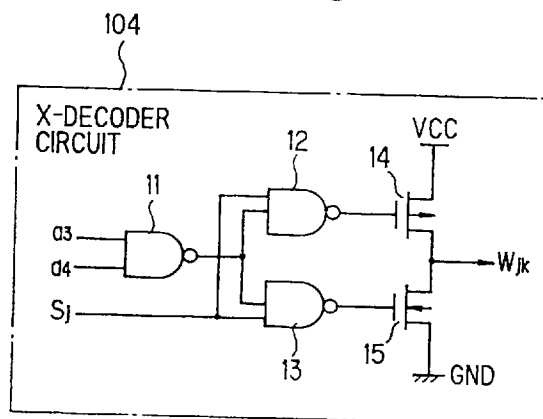 104
X-DECODER
CIRCUIT
VCC
12
14
11
a3
a4
Wjk
Sj
13
15
GND